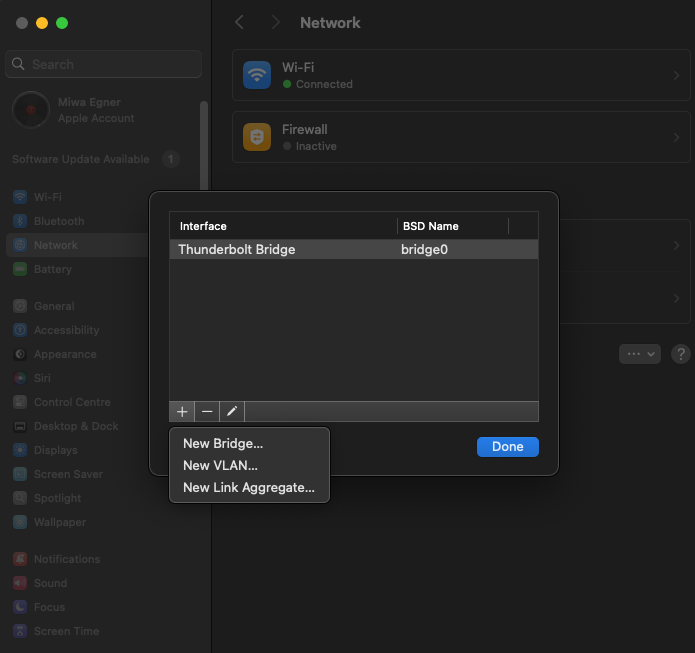 Network
Search
Miwa Egner
Apple Account
Software Update Available 1
Wi-Fi
Bluetooth
Network
Battery
General
Accessibility
Appearance
Siri
Control Centre
Desktop & Dock
Displays
Screen Saver
Spotlight
Wallpaper
Notifications
Sound
Focus
Screen Time
Wi-Fi
Connected
Firewall
Inactive
Interface BSD Name
Thunderbolt Bridge bridge0
New Bridge...
New VLAN...
New Link Aggregate...
Done
?